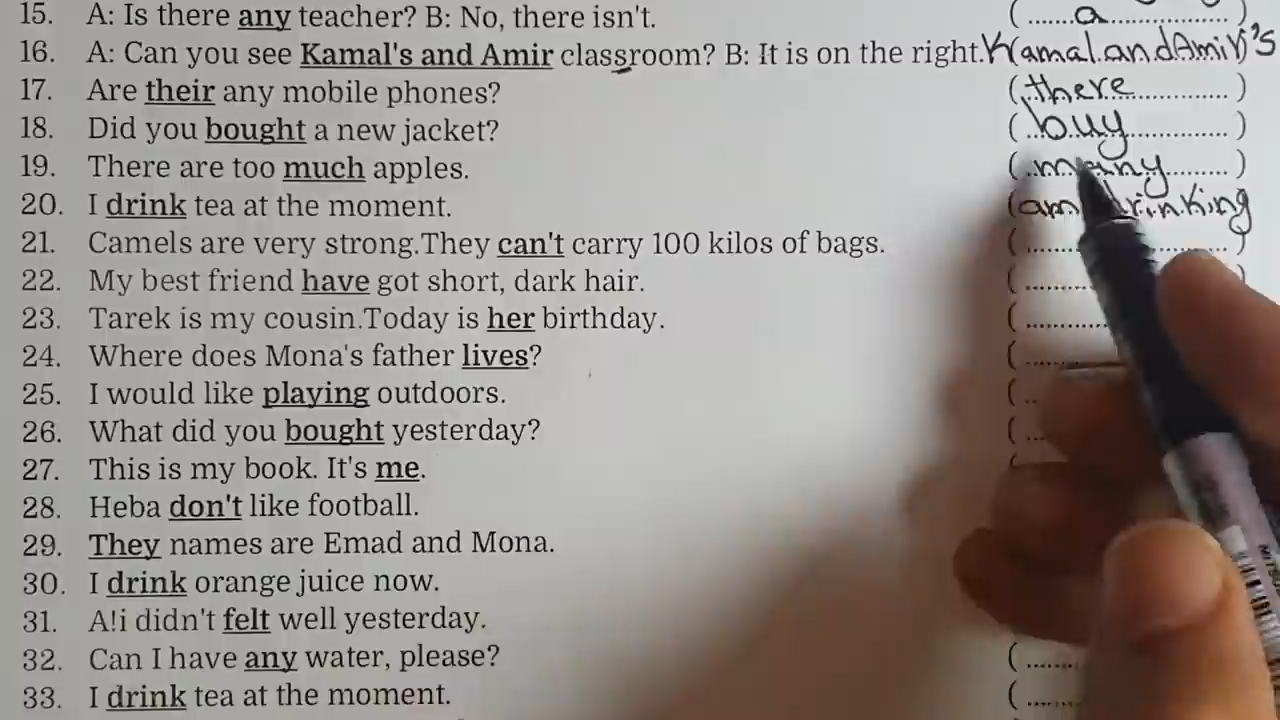 15. A: Is there any teacher? B: No, there isn't. (.......a...............)
16. A: Can you see Kamal's and Amir classroom? B: It is on the right. Kamal and Amir's
17. Are their any mobile phones? (.there...............)
18. Did you bought a new jacket? (..buy...............)
19. There are too much apples. (..many.........)
20. I drink tea at the moment. (am drinking
21. Camels are very strong.They can't carry 100 kilos of bags. (..............................)
22. My best friend have got short, dark hair. (...............)
23. Tarek is my cousin.Today is her birthday. (............
24. Where does Mona's father lives? (............
25. I would like playing outdoors. (..
26. What did you bought yesterday? (...
27. This is my book. It's me. (
28. Heba don't like football.
29. They names are Emad and Mona.
30. I drink orange juice now.
31. A!i didn't felt well yesterday.
32. Can I have any water, please? (.......
33. I drink tea at the moment. (.......